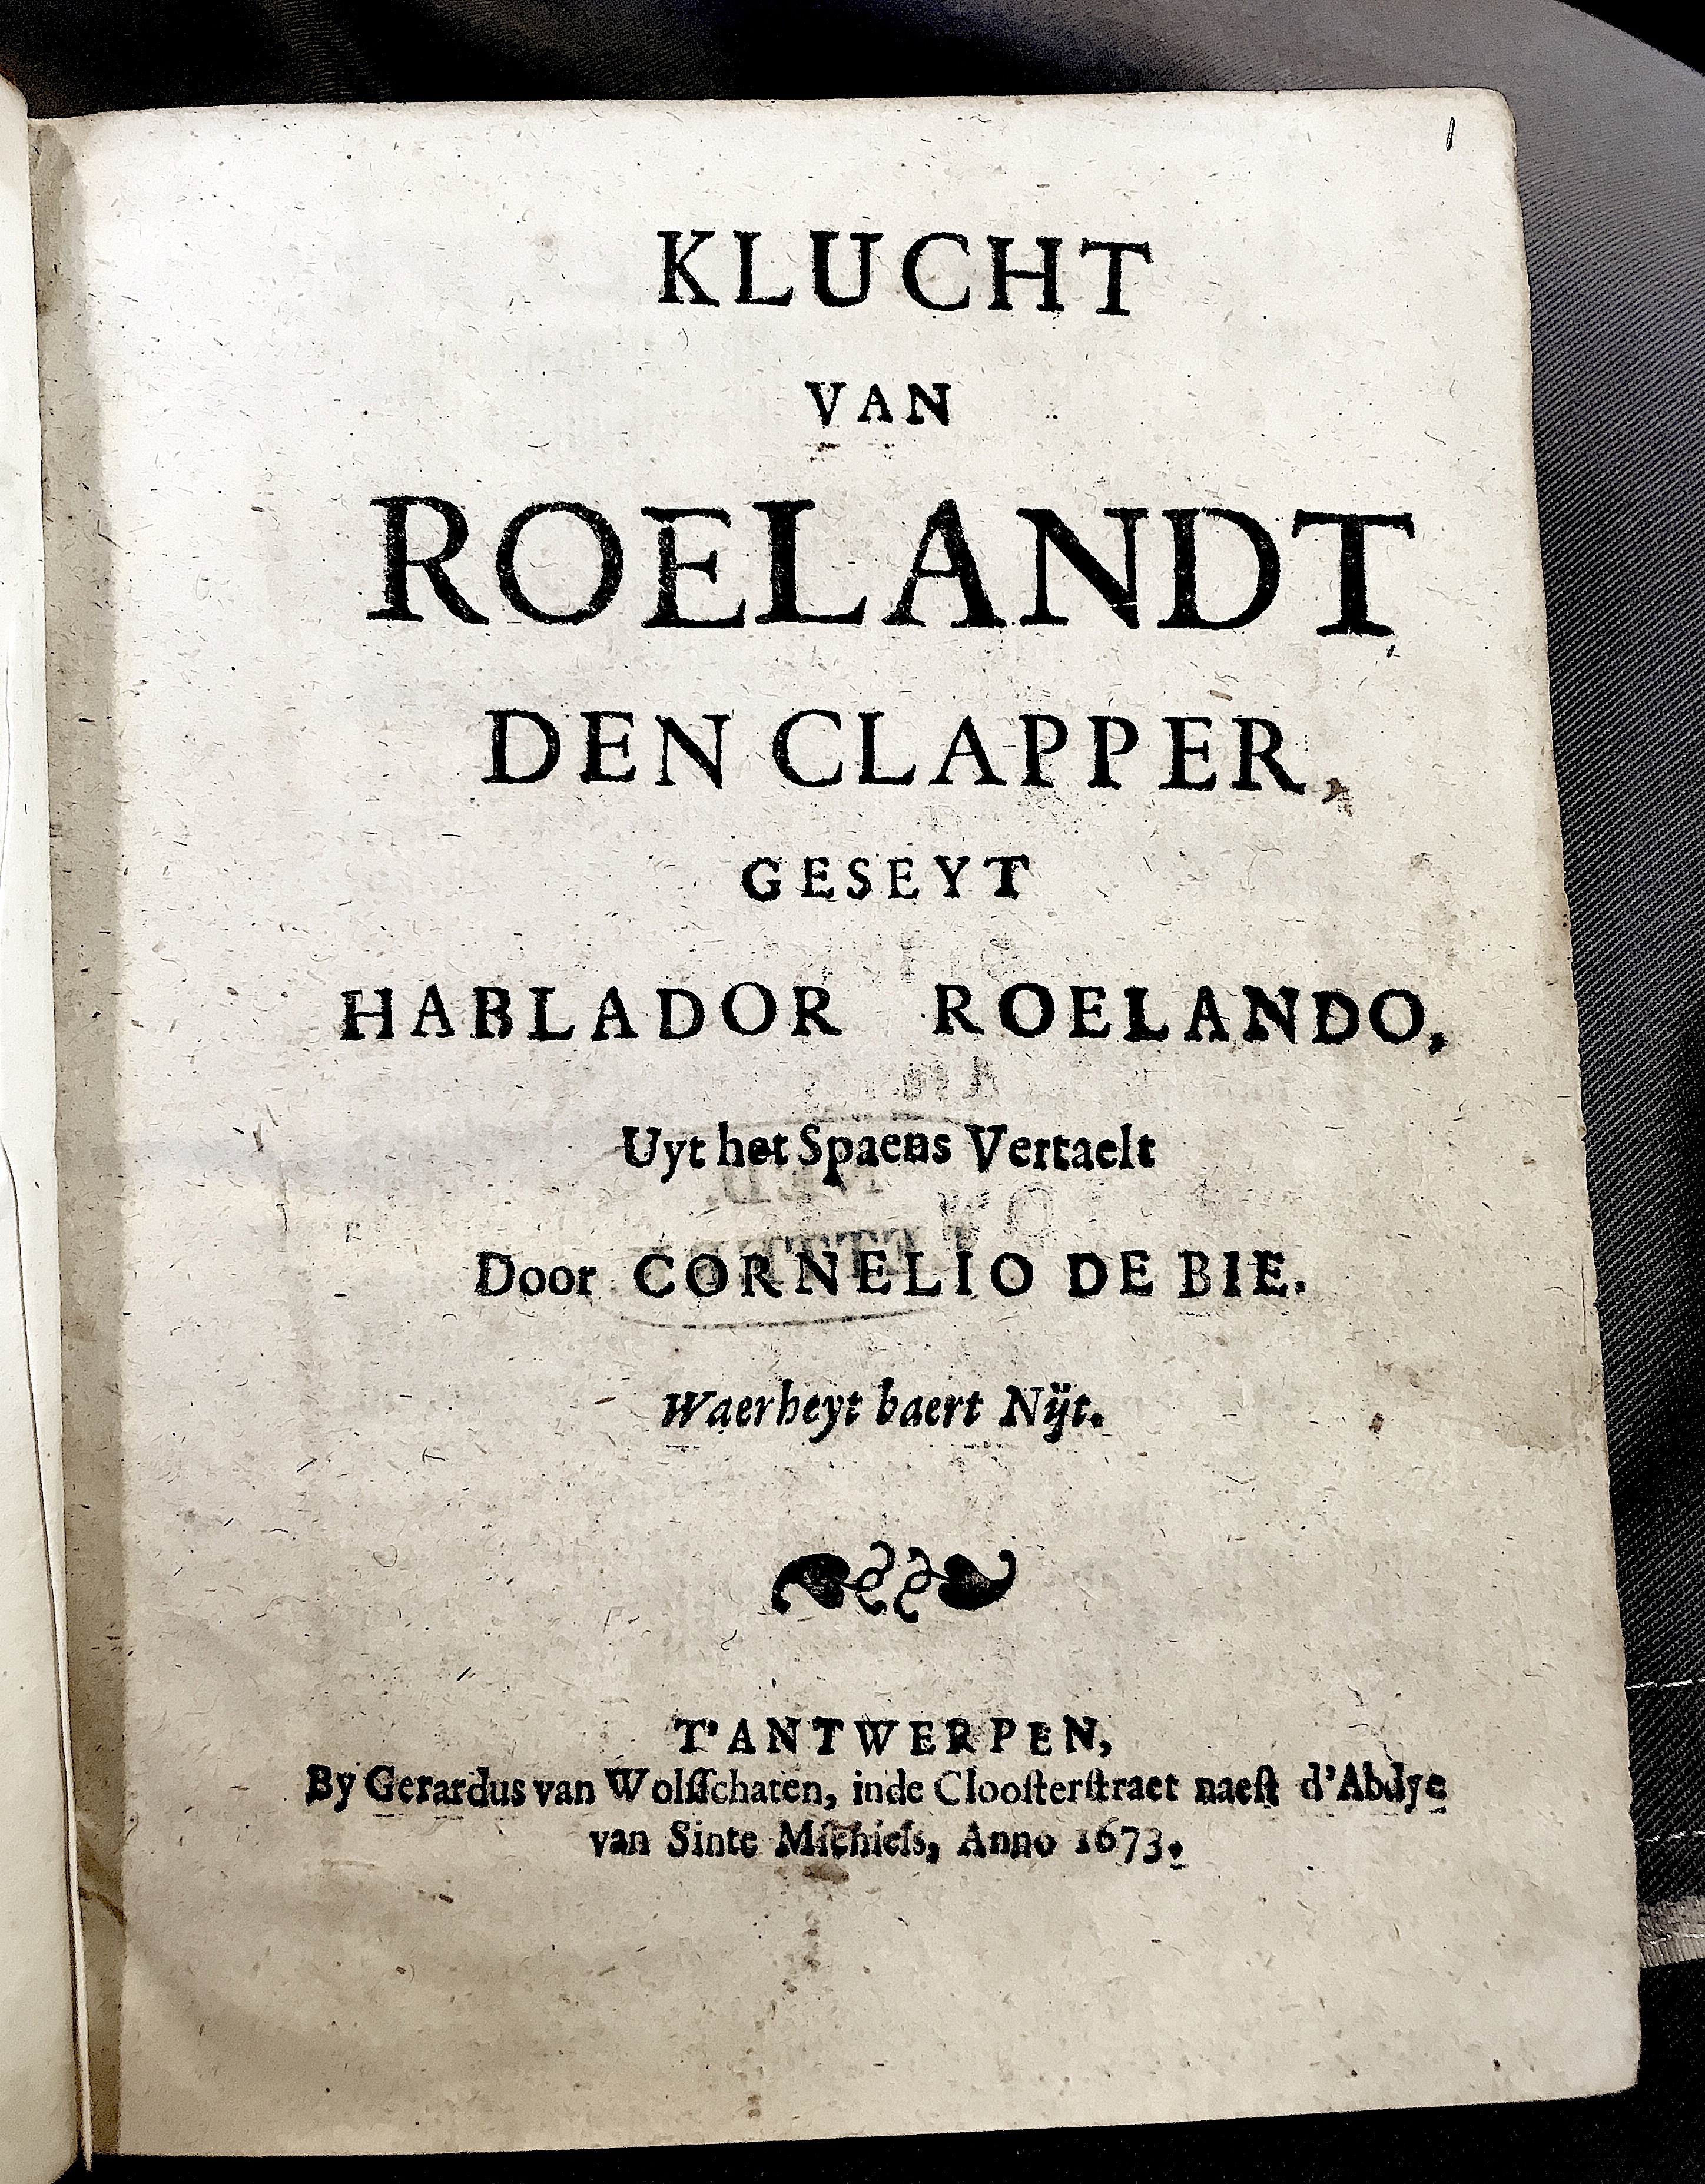 1
KLUCHT
VAN
ROELANDT
DEN CLAPPER,
GESEYT
HABLADOR ROELANDO,
Uyt het Spaens Vertaelt
Door CORNELIO DE BIE.
Waerheyt baert Nijt.
T'ANTWERPEN,
By Gerardus van Wolſſchaten, inde Clooſterſtraet naeſt d'Abdye
van Sinte Michiels, Anno 1673.